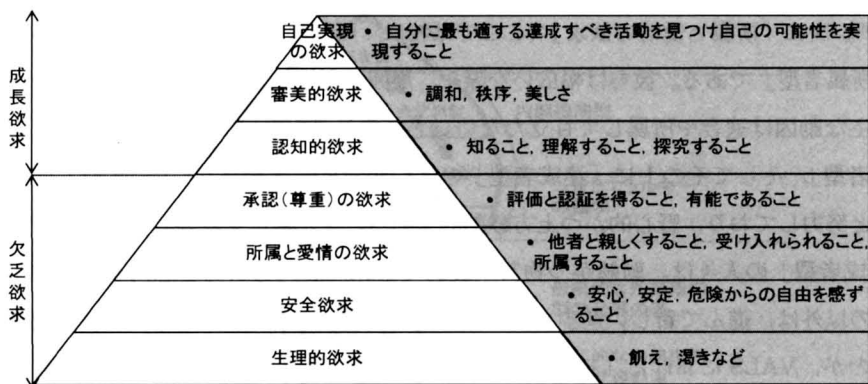 自己実現
の欲求
• 自分に最も適する達成すべき活動を見つけ自己の可能性を実
現すること
審美的欲求
• 調和, 秩序, 美しさ
認知的欲求
• 知ること, 理解すること, 探究すること
承認(尊重)の欲求
• 評価と認証を得ること, 有能であること
所属と愛情の欲求
• 他者と親しくすること, 受け入れられること,
所属すること
安全欲求
• 安心, 安定, 危険からの自由を感ず
ること
生理的欲求
• 飢え, 渇きなど
成長欲求
欠乏欲求